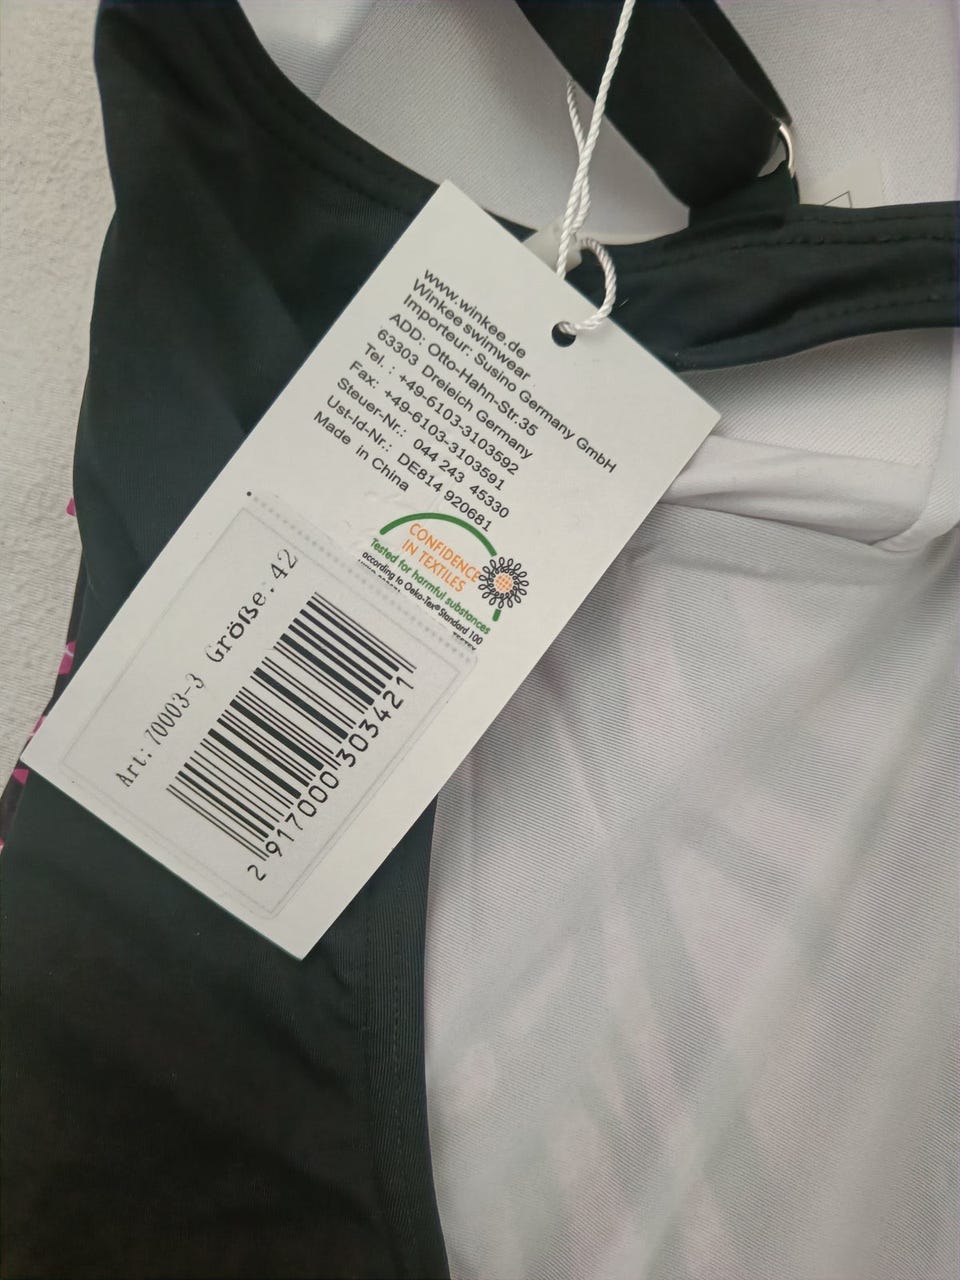 www.winkee.de
Winkee swimwear
Importeur: Susino Germany GmbH
ADD: Otto-Hahn-Str.35
63303 Dreieich Germany
Tel. : +49-6103-3103592
Fax: +49-6103-3103591
Steuer-Nr.: 044 243 45330
Ust-Id-Nr.: DE814 920681
Made in China
CONFIDENCE
IN TEXTILES
Tested for harmful substances
according to Oeko-Tex® Standard 100
TESTEX
Art: 70003-3 Größe: 42
2 917000 303421